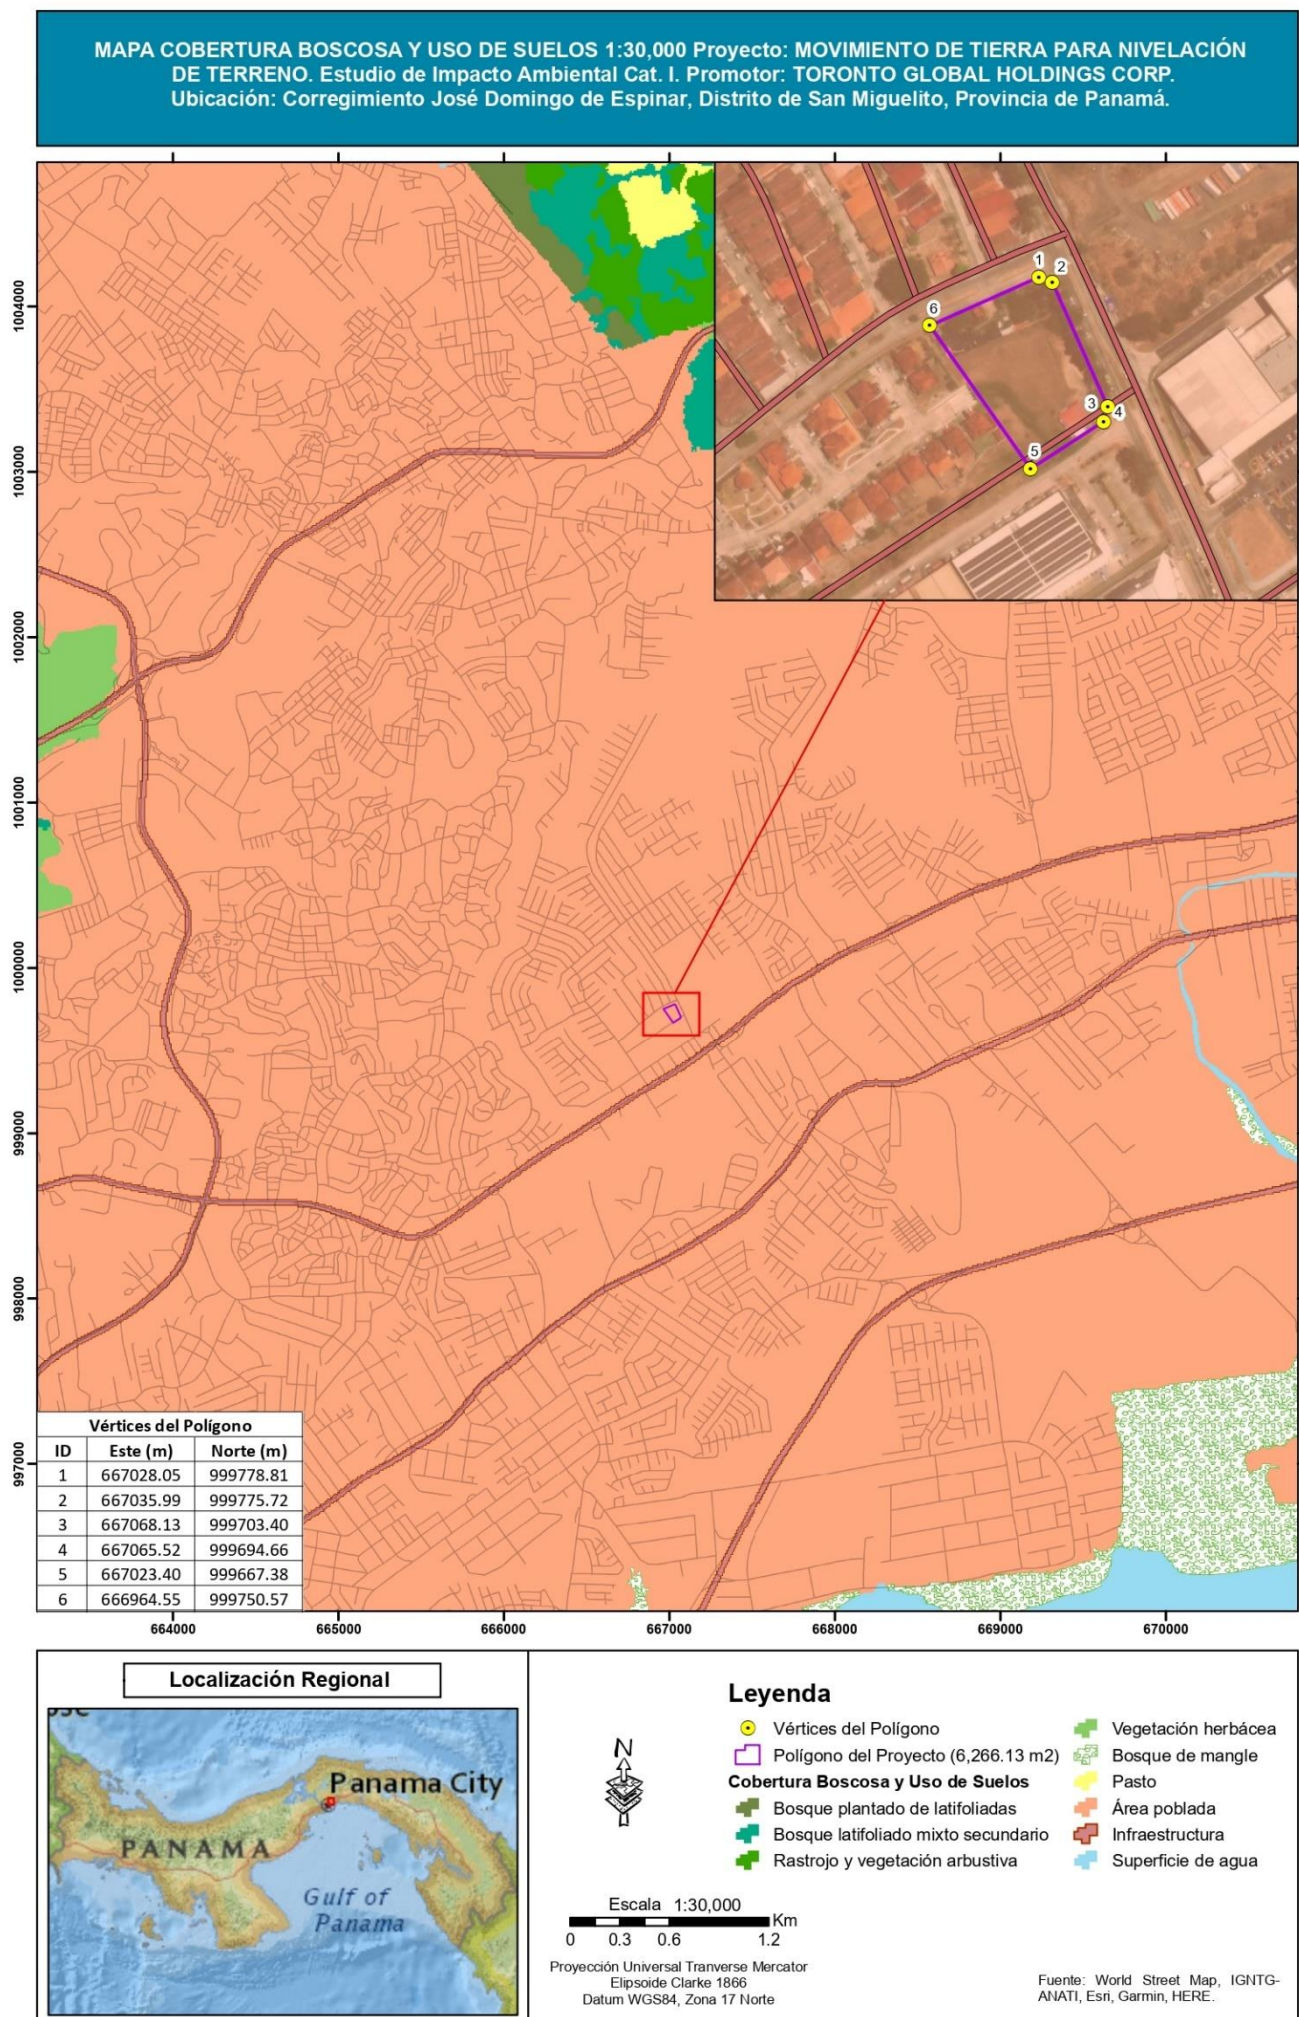 MAPA COBERTURA BOSCOSA Y USO DE SUELOS 1:30,000 Proyecto: MOVIMIENTO DE TIERRA PARA NIVELACIÓN
DE TERRENO. Estudio de Impacto Ambiental Cat. I. Promotor: TORONTO GLOBAL HOLDINGS CORP.
Ubicación: Corregimiento José Domingo de Espinar, Distrito de San Miguelito, Provincia de Panamá.
1
2
6
3
4
5
1004000
1003000
1002000
1001000
1000000
999000
998000
997000
Vértices del Polígono
ID Este (m) Norte (m)
1 667028.05 999778.81
2 667035.99 999775.72
3 667068.13 999703.40
4 667065.52 999694.66
5 667023.40 999667.38
6 666964.55 999750.57
664000 665000 666000 667000 668000 669000 670000
Localización Regional
Panama City
PANAMA
Gulf of
Panama
N
Leyenda
Vértices del Polígono
Polígono del Proyecto (6,266.13 m2)
Cobertura Boscosa y Uso de Suelos
Bosque plantado de latifoliadas
Bosque latifoliado mixto secundario
Rastrojo y vegetación arbustiva
Vegetación herbácea
Bosque de mangle
Pasto
Área poblada
Infraestructura
Superficie de agua
Escala 1:30,000
Km
0 0.3 0.6 1.2
Proyección Universal Tranverse Mercator
Elipsoide Clarke 1866
Datum WGS84, Zona 17 Norte
Fuente: World Street Map, IGNTG-
ANATI, Esri, Garmin, HERE.